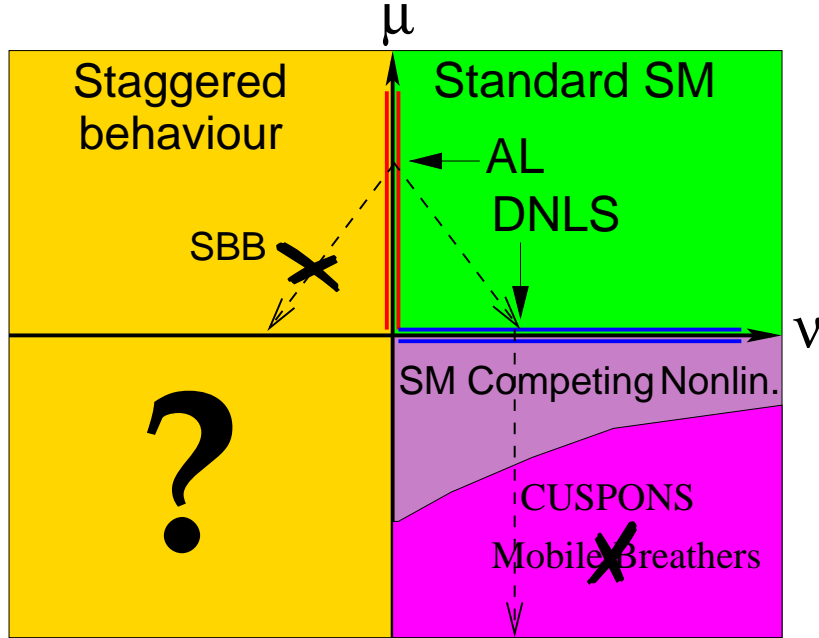 μ
Staggered
behaviour
Standard SM
AL
DNLS
SBB
ν
SM Competing Nonlin.
?
CUSPONS
Mobile Breathers